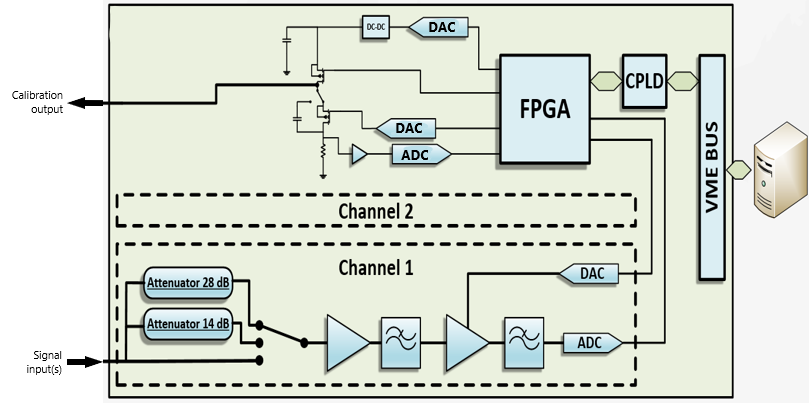 DC-DC
DAC
Calibration
output
FPGA
CPLD
VME BUS
DAC
ADC
Channel 2
Channel 1
Attenuator 28 dB
DAC
Attenuator 14 dB
Signal
input(s)
ADC